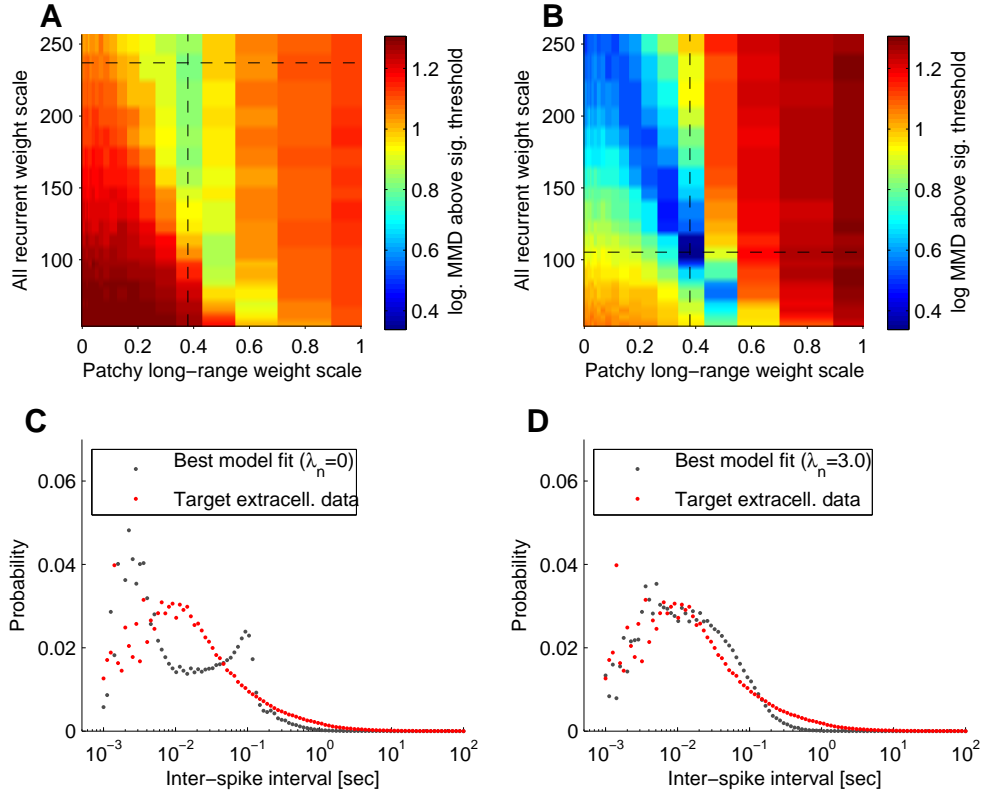 A
250
200
150
100
All recurrent weight scale
0
0.2
0.4
0.6
0.8
1
Patchy long−range weight scale
1.2
1
0.8
0.6
0.4
log. MMD above sig. threshold
B
250
200
150
100
All recurrent weight scale
0
0.2
0.4
0.6
0.8
1
Patchy long−range weight scale
1.2
1
0.8
0.6
0.4
log MMD above sig. threshold
C
0.06
0.04
0.02
0
Probability
Best model fit (λn=0)
Target extracell. data
10−3
10−2
10−1
100
101
102
Inter−spike interval [sec]
D
0.06
0.04
0.02
0
Probability
Best model fit (λn=3.0)
Target extracell. data
10−3
10−2
10−1
100
101
102
Inter−spike interval [sec]